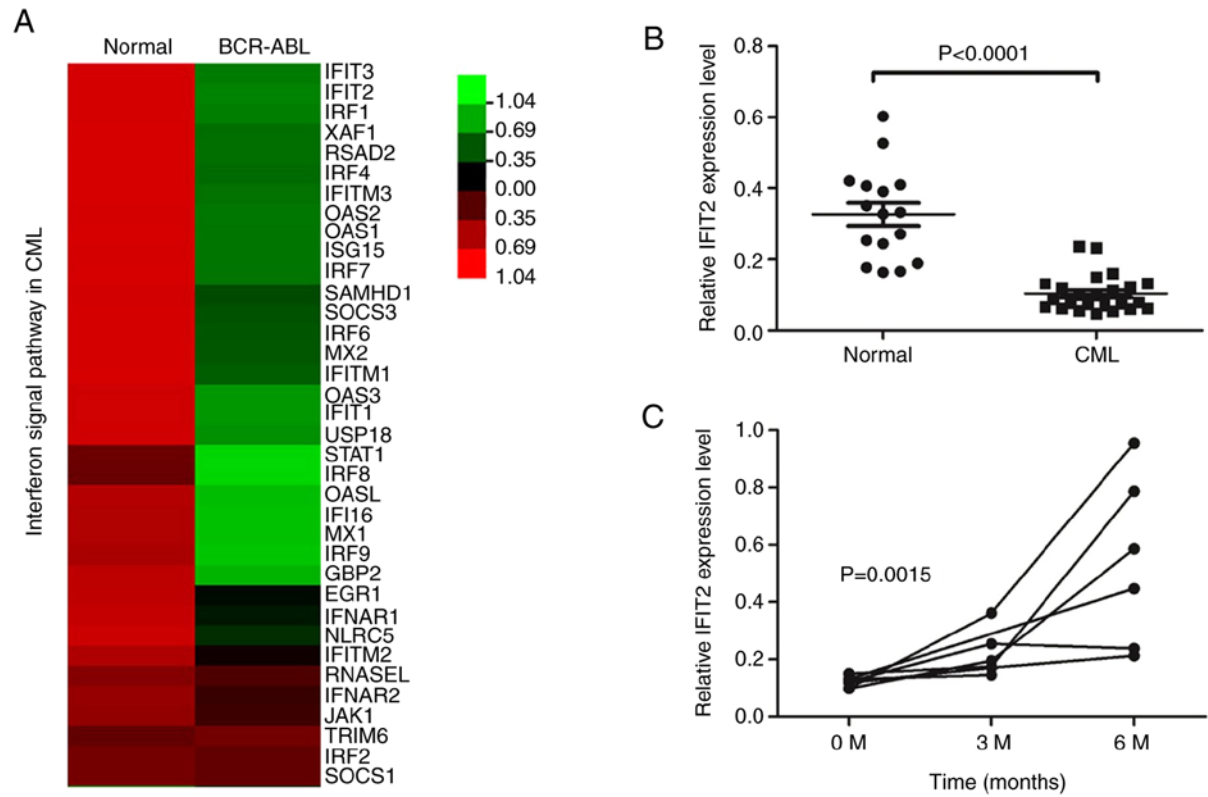 A
Normal BCR-ABL
Interferon signal pathway in CML
IFIT3
IFIT2
IRF1
XAF1
RSAD2
IRF4
IFITM3
OAS2
OAS1
ISG15
IRF7
SAMHD1
SOCS3
IRF6
MX2
IFITM1
OAS3
IFIT1
USP18
STAT1
IRF8
OASL
IFI16
MX1
IRF9
GBP2
EGR1
IFNAR1
NLRC5
IFITM2
RNASEL
IFNAR2
JAK1
TRIM6
IRF2
SOCS1
-1.04
-0.69
-0.35
0.00
0.35
0.69
1.04
B
Relative IFIT2 expression level
P<0.0001
0.8
0.6
0.4
0.2
0.0
Normal CML
C
Relative IFIT2 expression level
P=0.0015
1.0
0.8
0.6
0.4
0.2
0.0
0 M 3 M 6 M
Time (months)